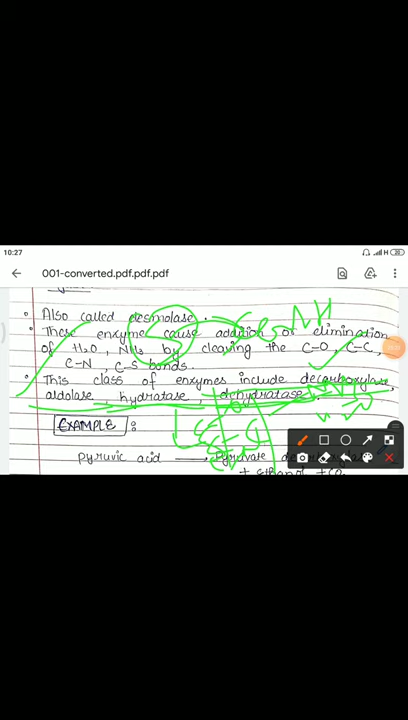 10:27
001-converted.pdf.pdf.pdf
• Also called desmolase.
• These enzyme cause addition or elimination
of H₂O, NH₃ by cleaving the C-O, C-C,
C-N, C-S bonds.
• This class of enzymes include decarboxylase,
aldolase, hydratase, dehydratase.
EXAMPLE :
pyruvic acid → Pyruvate
+ Ethanol + CO₂